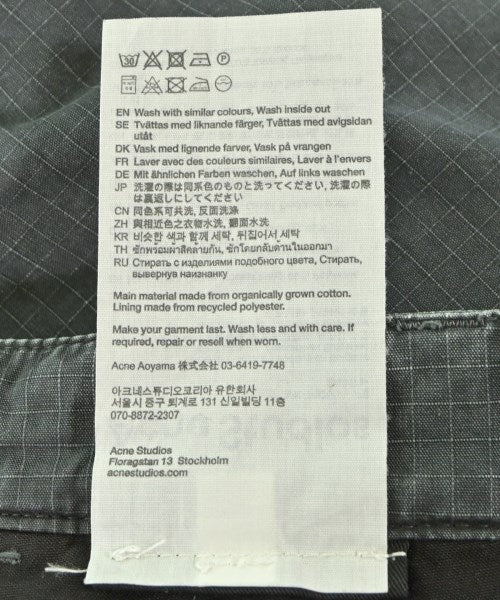 30 P
EN Wash with similar colours, Wash inside out
SE Tvättas med liknande färger, Tvättas med avigsidan
utåt
DK Vask med lignende farver, Vask på vrangen
FR Laver avec des couleurs similaires, Laver à l'envers
DE Mit ähnlichen Farben waschen, Auf links waschen
JP 洗濯の際は同系色のものと洗ってください, 洗濯の際
は裏返しにしてください
CN 同色系可共洗, 反面洗涤
ZH 與相近色之衣物水洗, 翻面水洗
KR 비슷한 색과 함께 세탁, 뒤집어서 세탁
TH ซักพร้อมผ้าสีคล้ายกัน, ซักโดยกลับด้านในออกมา
RU Стирать с изделиями подобного цвета, Стирать,
вывернув наизнанку
Main material made from organically grown cotton.
Lining made from recycled polyester.
Make your garment last. Wash less and with care. If
required, repair or resell when worn.
Acne Aoyama 株式会社 03-6419-7748
아크네스튜디오코리아 유한회사
서울시 중구 퇴계로 131 신일빌딩 11층
070-8872-2307
Acne Studios
Floragatan 13 Stockholm
acnestudios.com